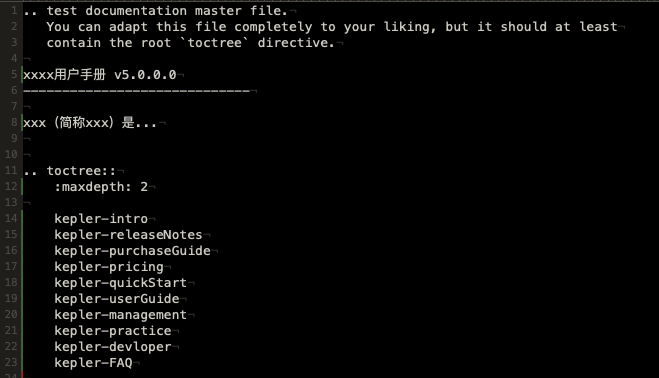 1 .. test documentation master file.¬
2 You can adapt this file completely to your liking, but it should at least¬
3 contain the root `toctree` directive.¬
4 ¬
5 xxxx用户手册 v5.0.0.0¬
6 -----------------------------¬
7 ¬
8 xxx（简称xxx）是...¬
9 ¬
10 ¬
11 .. toctree::¬
12 :maxdepth: 2¬
13 ¬
14 kepler-intro¬
15 kepler-releaseNotes¬
16 kepler-purchaseGuide¬
17 kepler-pricing¬
18 kepler-quickStart¬
19 kepler-userGuide¬
20 kepler-management¬
21 kepler-practice¬
22 kepler-devloper¬
23 kepler-FAQ¬
24